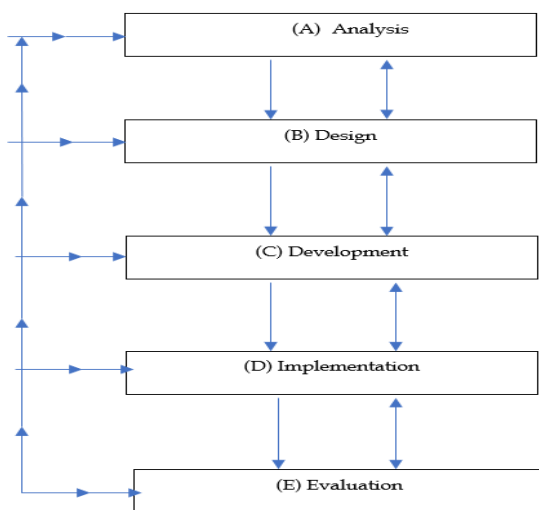 (A) Analysis
(B) Design
(C) Development
(D) Implementation
(E) Evaluation